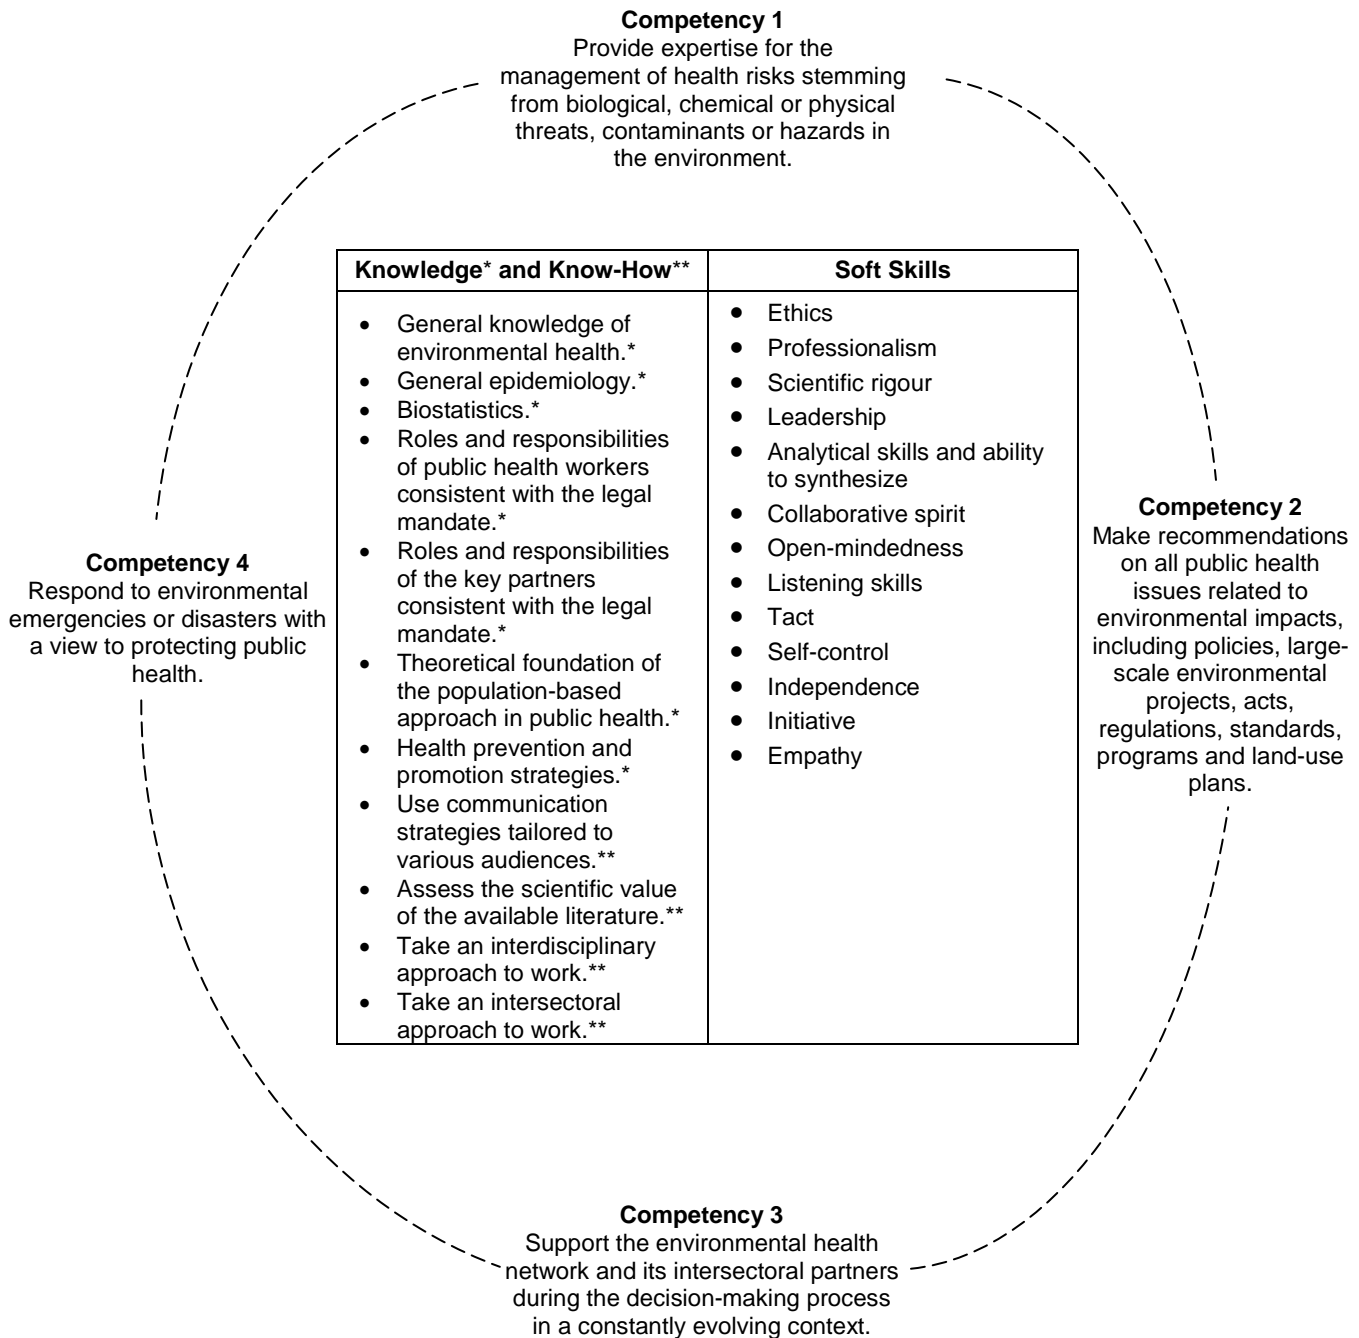 Competency 1
Provide expertise for the
management of health risks stemming
from biological, chemical or physical
threats, contaminants or hazards in
the environment.
Knowledge* and Know-How**
• General knowledge of
environmental health.*
• General epidemiology.*
• Biostatistics.*
• Roles and responsibilities
of public health workers
consistent with the legal
mandate.*
• Roles and responsibilities
of the key partners
consistent with the legal
mandate.*
• Theoretical foundation of
the population-based
approach in public health.*
• Health prevention and
promotion strategies.*
• Use communication
strategies tailored to
various audiences.**
• Assess the scientific value
of the available literature.**
• Take an interdisciplinary
approach to work.**
• Take an intersectoral
approach to work.**
Soft Skills
• Ethics
• Professionalism
• Scientific rigour
• Leadership
• Analytical skills and ability
to synthesize
• Collaborative spirit
• Open-mindedness
• Listening skills
• Tact
• Self-control
• Independence
• Initiative
• Empathy
Competency 2
Make recommendations
on all public health
issues related to
environmental impacts,
including policies, large-
scale environmental
projects, acts,
regulations, standards,
programs and land-use
plans.
Competency 4
Respond to environmental
emergencies or disasters with
a view to protecting public
health.
Competency 3
Support the environmental health
network and its intersectoral partners
during the decision-making process
in a constantly evolving context.